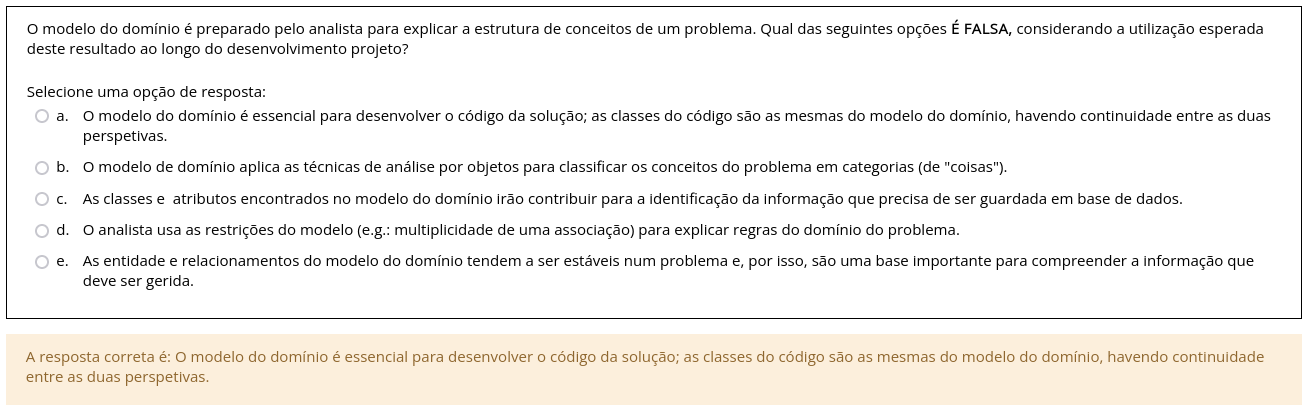 O modelo do domínio é preparado pelo analista para explicar a estrutura de conceitos de um problema. Qual das seguintes opções É FALSA, considerando a utilização esperada
deste resultado ao longo do desenvolvimento projeto?
Selecione uma opção de resposta:
a. O modelo do domínio é essencial para desenvolver o código da solução; as classes do código são as mesmas do modelo do domínio, havendo continuidade entre as duas
perspetivas.
b. O modelo de domínio aplica as técnicas de análise por objetos para classificar os conceitos do problema em categorias (de "coisas").
c. As classes e atributos encontrados no modelo do domínio irão contribuir para a identificação da informação que precisa de ser guardada em base de dados.
d. O analista usa as restrições do modelo (e.g.: multiplicidade de uma associação) para explicar regras do domínio do problema.
e. As entidade e relacionamentos do modelo do domínio tendem a ser estáveis num problema e, por isso, são uma base importante para compreender a informação que
deve ser gerida.
A resposta correta é: O modelo do domínio é essencial para desenvolver o código da solução; as classes do código são as mesmas do modelo do domínio, havendo continuidade
entre as duas perspetivas.